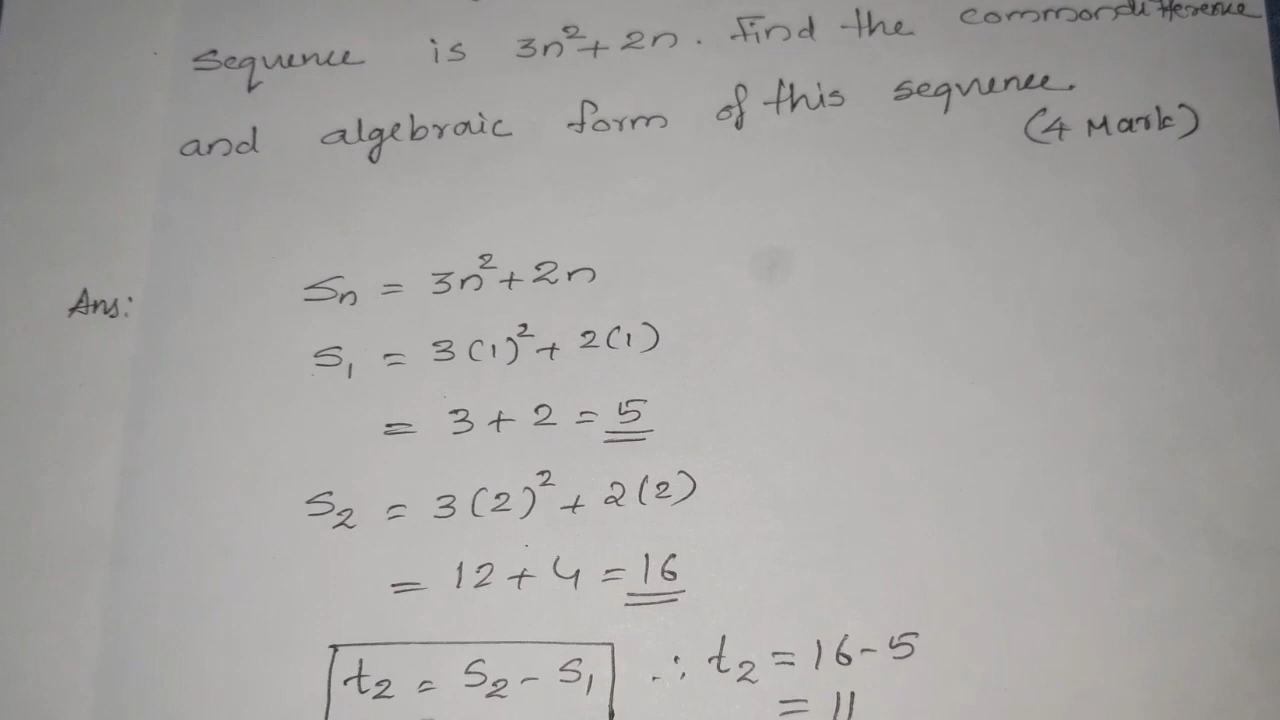 sequence is 3n²+2n. Find the commondifference
and algebraic form of this sequence.
(4 Mark)
Ans: Sn = 3n²+2n
S₁ = 3(1)²+2(1)
= 3+2=5
S₂ = 3(2)²+2(2)
= 12+4=16
t₂ = S₂-S₁ ∴ t₂ = 16-5
= 11